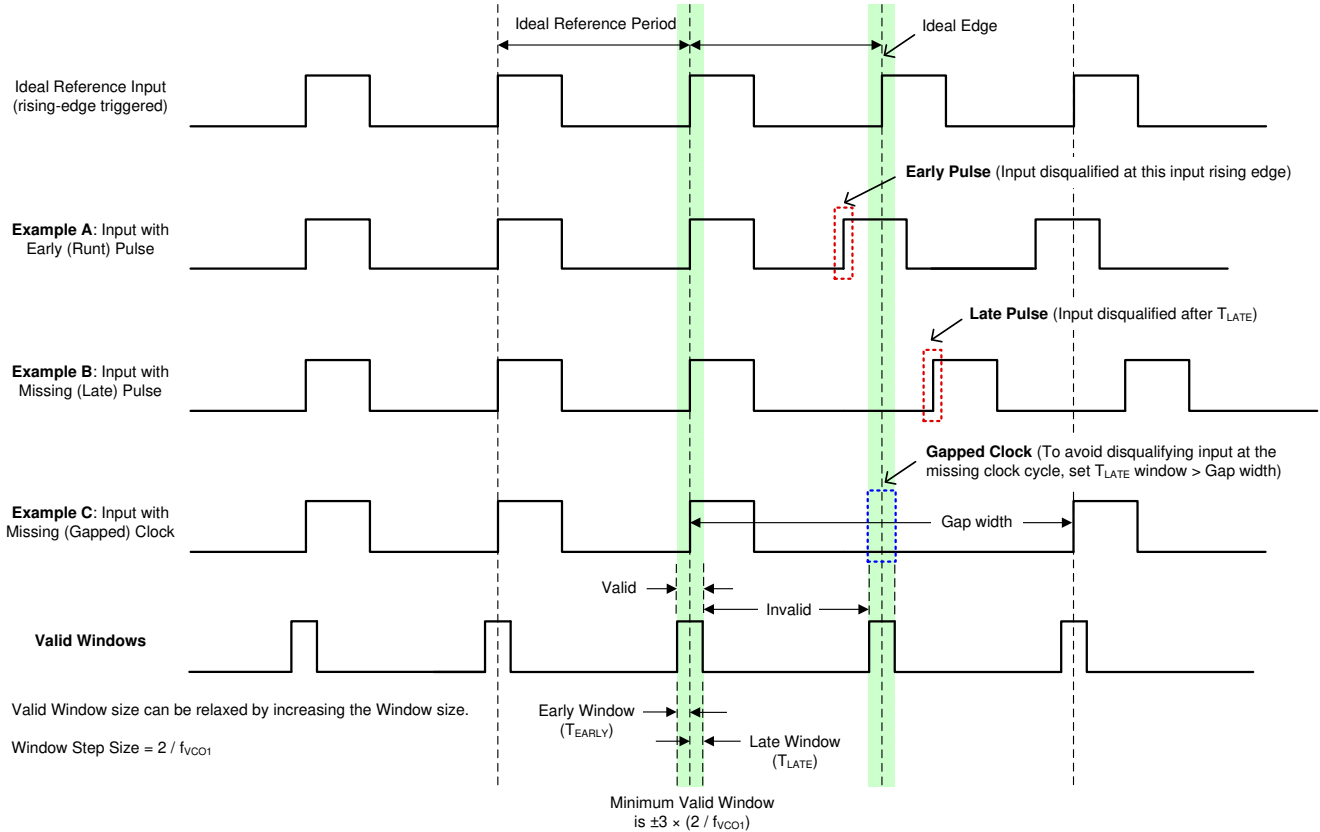 Ideal Reference Period
Ideal Edge
Ideal Reference Input
(rising-edge triggered)
Early Pulse (Input disqualified at this input rising edge)
Example A: Input with
Early (Runt) Pulse
Late Pulse (Input disqualified after TLATE)
Example B: Input with
Missing (Late) Pulse
Gapped Clock (To avoid disqualifying input at the
missing clock cycle, set TLATE window > Gap width)
Example C: Input with
Missing (Gapped) Clock
Gap width
Valid
Invalid
Valid Windows
Valid Window size can be relaxed by increasing the Window size.
Window Step Size = 2 / fVCO1
Early Window
(TEARLY)
Late Window
(TLATE)
Minimum Valid Window
is ±3 × (2 / fVCO1)